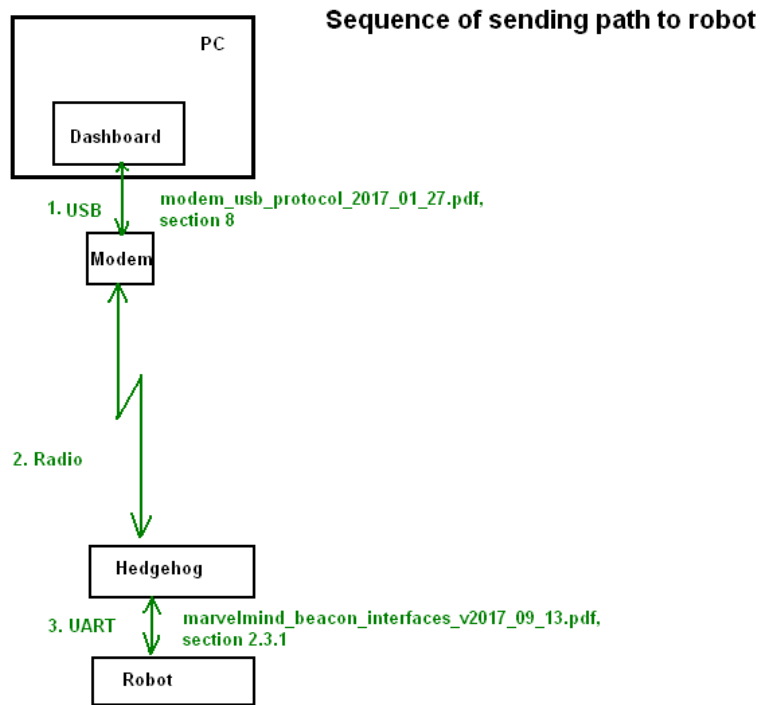 Sequence of sending path to robot
PC
Dashboard
1. USB
modem_usb_protocol_2017_01_27.pdf,
section 8
Modem
2. Radio
Hedgehog
3. UART
marvelmind_beacon_interfaces_v2017_09_13.pdf,
section 2.3.1
Robot